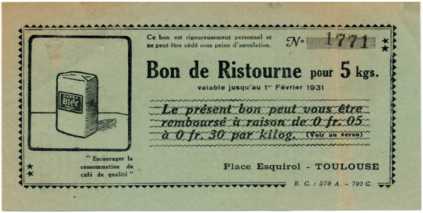 Ce bon est rigoureusement personnel et
ne peut être cédé sous peine d'annulation.
N° 1771
Bon de Ristourne pour 5 kgs.
valable jusqu'au 1er Février 1931
Le présent bon peut vous être
remboursé à raison de 0 fr. 05
à 0 fr. 30 par kilog. (Voir au verso)
" Encourager la
consommation du
café de qualité "
Place Esquirol - TOULOUSE